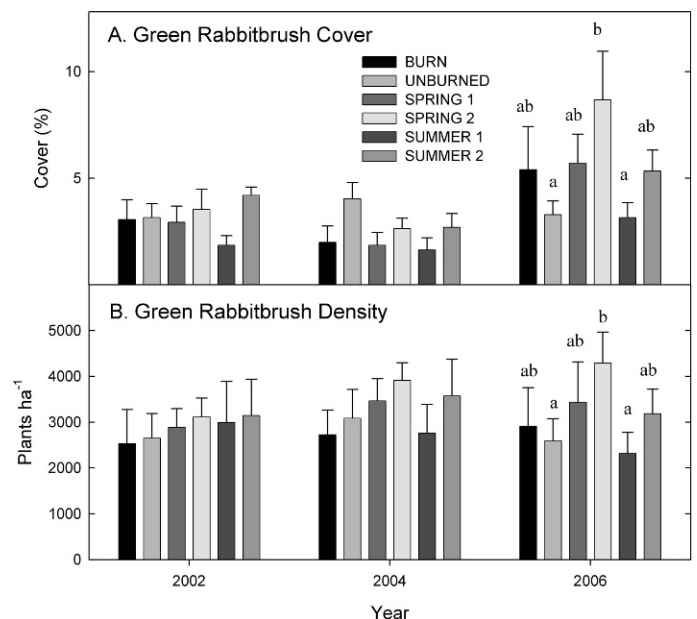 A. Green Rabbitbrush Cover
BURN
UNBURNED
SPRING 1
SPRING 2
SUMMER 1
SUMMER 2
Cover (%)
10
5
ab
a
ab
b
a
ab
B. Green Rabbitbrush Density
Plants ha⁻¹
5000
4000
3000
2000
1000
0
ab
a
ab
b
a
ab
2002 2004 2006
Year